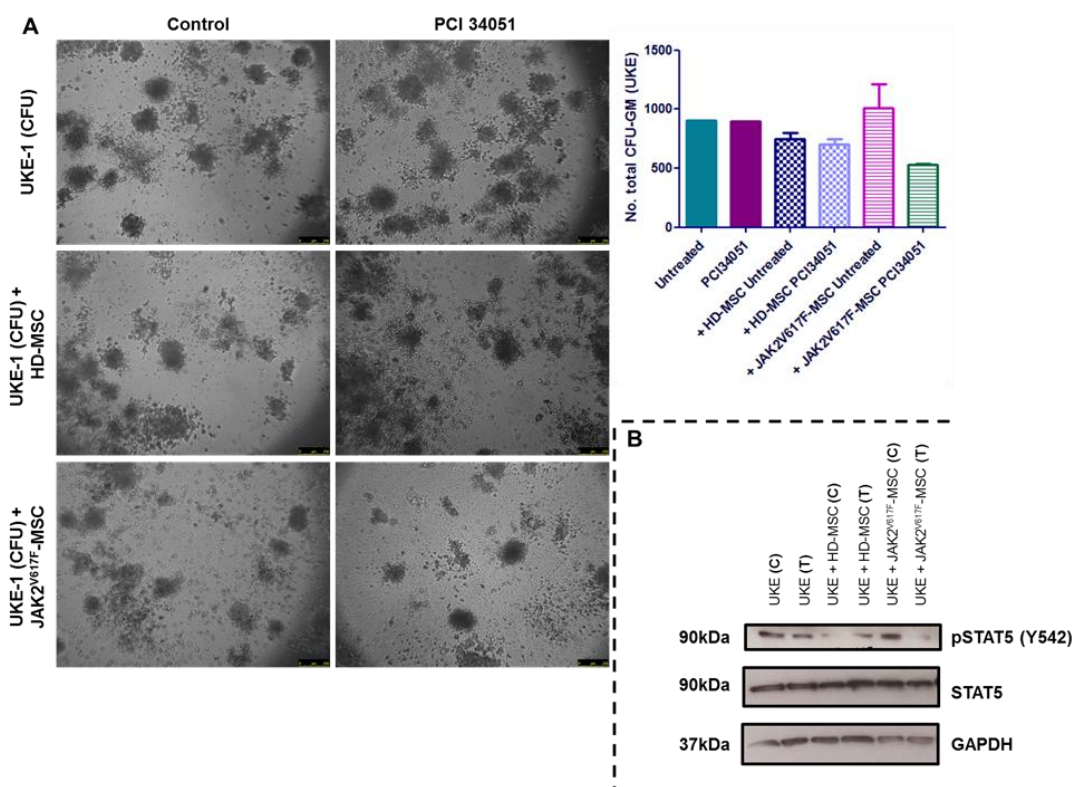 A
Control
PCI 34051
UKE-1 (CFU)
UKE-1 (CFU) +
HD-MSC
UKE-1 (CFU) +
JAK2V617F-MSC
No. total CFU-GM (UKE)
1500
1000
500
0
Untreated
PCI34051
+ HD-MSC Untreated
+ HD-MSC PCI34051
+ JAK2V617F-MSC Untreated
+ JAK2V617F-MSC PCI34051
B
UKE (C)
UKE (T)
UKE + HD-MSC (C)
UKE + HD-MSC (T)
UKE + JAK2V617F-MSC (C)
UKE + JAK2V617F-MSC (T)
90kDa
pSTAT5 (Y542)
90kDa
STAT5
37kDa
GAPDH